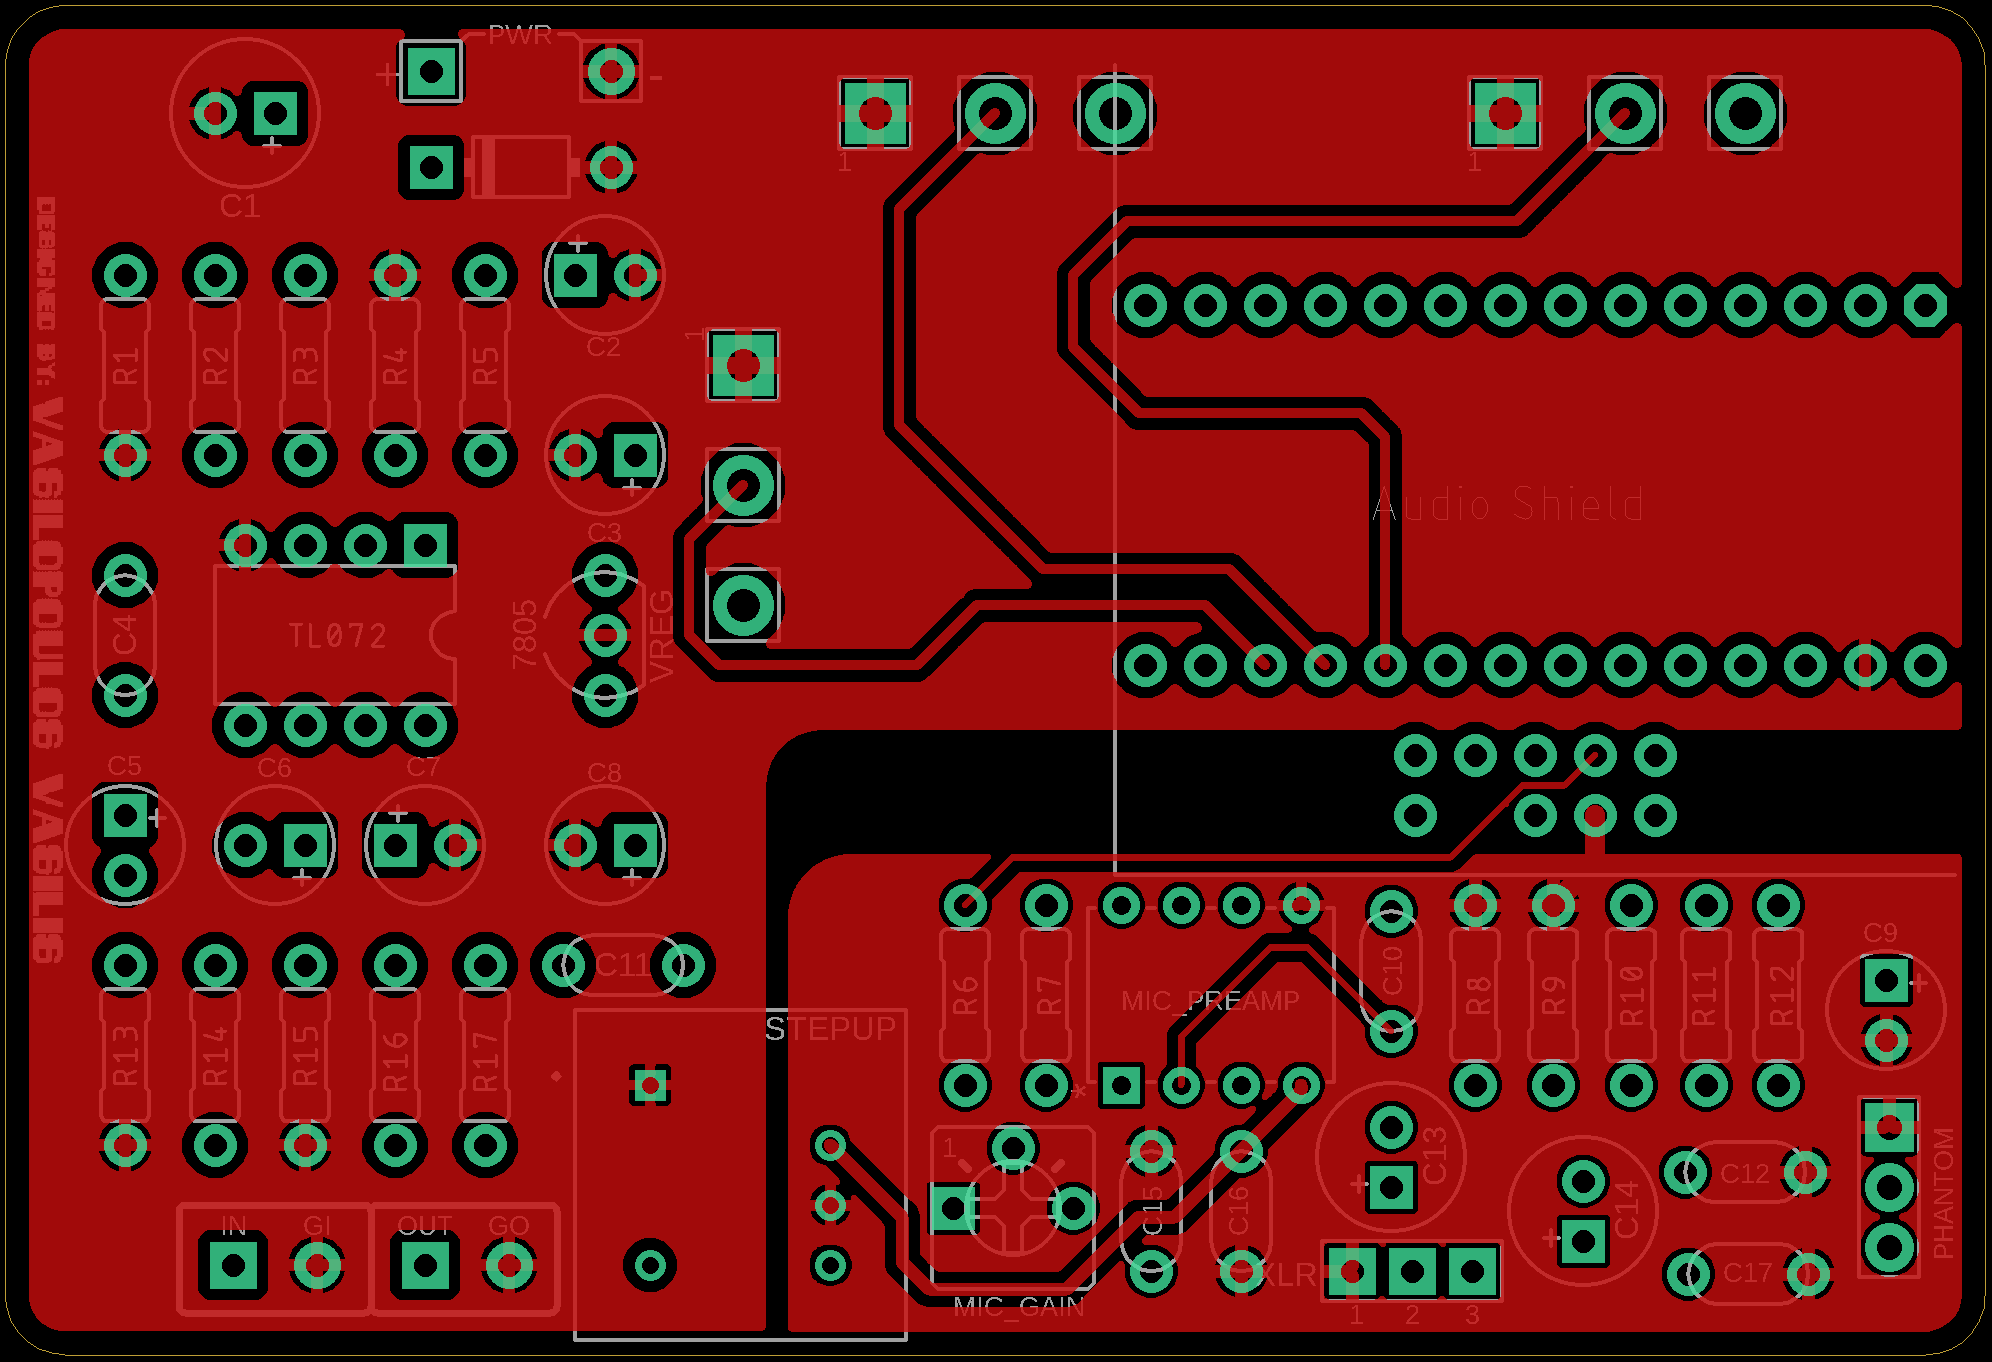 PWR
+
-
+
C1
1
1
DESIGNED BY: VASILOPOULOS VASILIS
+
C2
1
R1
R2
R3
R4
R5
+
C3
Audio Shield
C4
TL072
7805
VREG
C5
C6
C7
C8
+
+
+
+
C11
R6
R7
MIC_PREAMP
C10
R8
R9
R10
R11
R12
C9
+
STEPUP
R13
R14
R15
R16
R17
*
1
C15
C16
C13
+
C14
+
C12
PHANTOM
IN
GI
OUT
GO
MIC_GAIN
XLR
1
2
3
C17